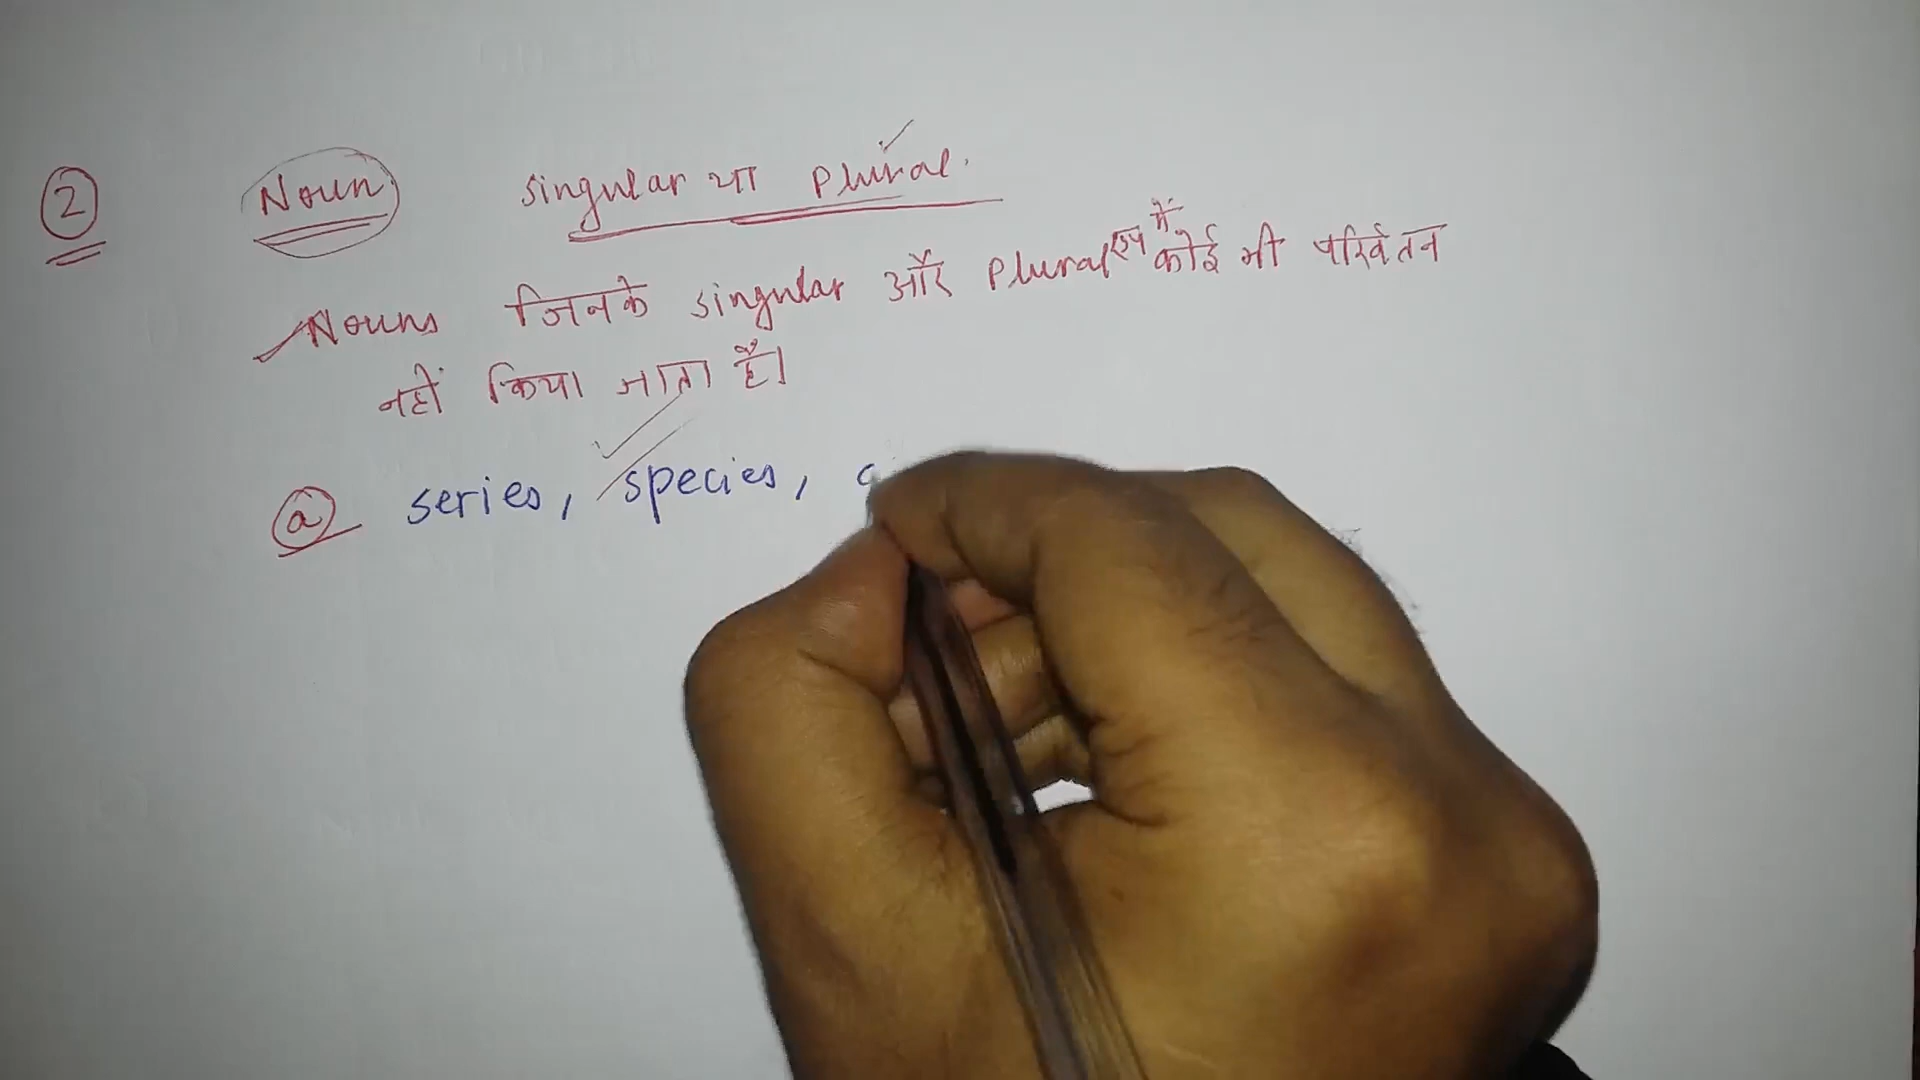 2 Noun singular या plural.
Nouns जिनके singular और plural रूप में कोई भी परिवर्तन
नहीं किया जाता है।
a series, species,